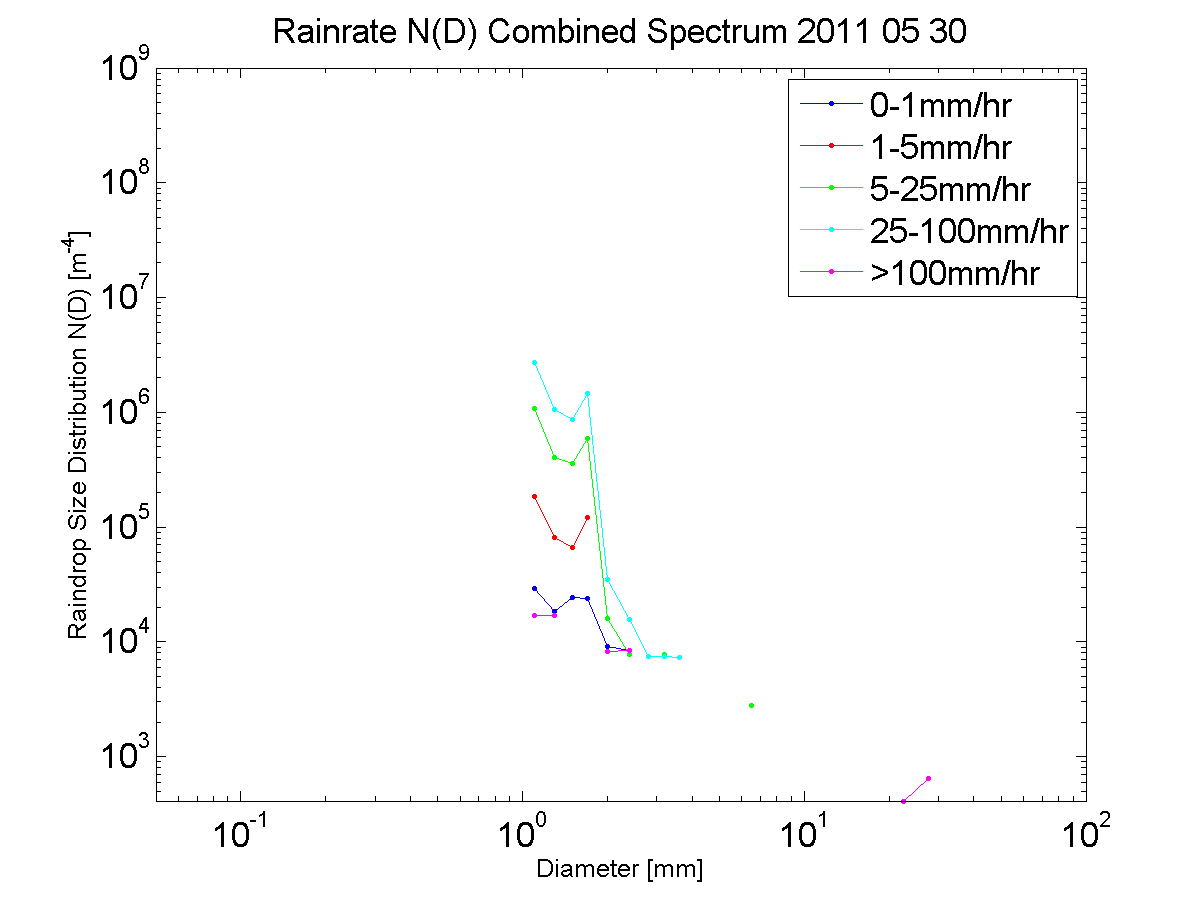 Rainrate N(D) Combined Spectrum 2011 05 30
10^9
10^8
10^7
10^6
10^5
10^4
10^3
Raindrop Size Distribution N(D) [m^-4]
0-1mm/hr
1-5mm/hr
5-25mm/hr
25-100mm/hr
>100mm/hr
10^-1 10^0 10^1 10^2
Diameter [mm]